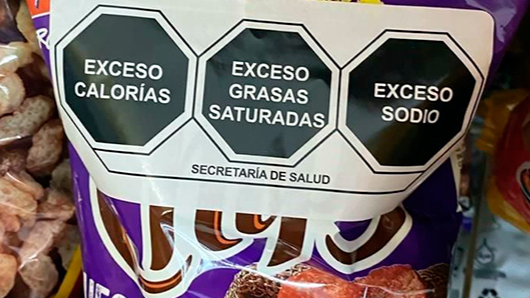 EXCESO
CALORÍAS
EXCESO
GRASAS
SATURADAS
EXCESO
SODIO
SECRETARÍA DE SALUD